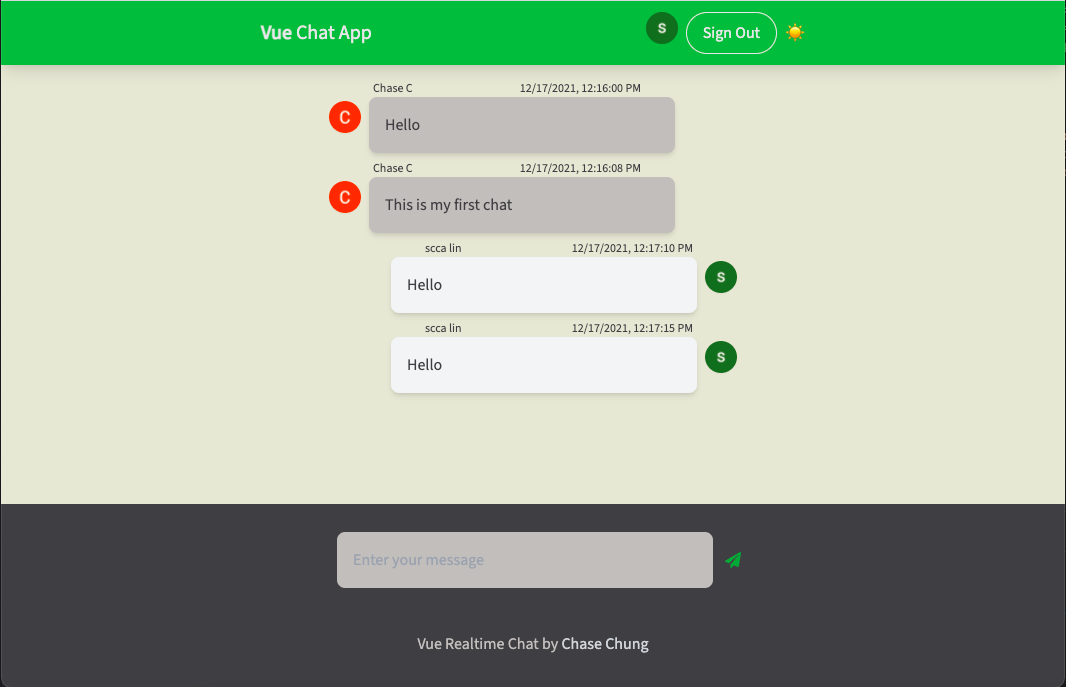 Vue Chat App S Sign Out
Chase C 12/17/2021, 12:16:00 PM
C Hello
Chase C 12/17/2021, 12:16:08 PM
C This is my first chat
scca lin 12/17/2021, 12:17:10 PM
Hello S
scca lin 12/17/2021, 12:17:15 PM
Hello S
Enter your message
Vue Realtime Chat by Chase Chung